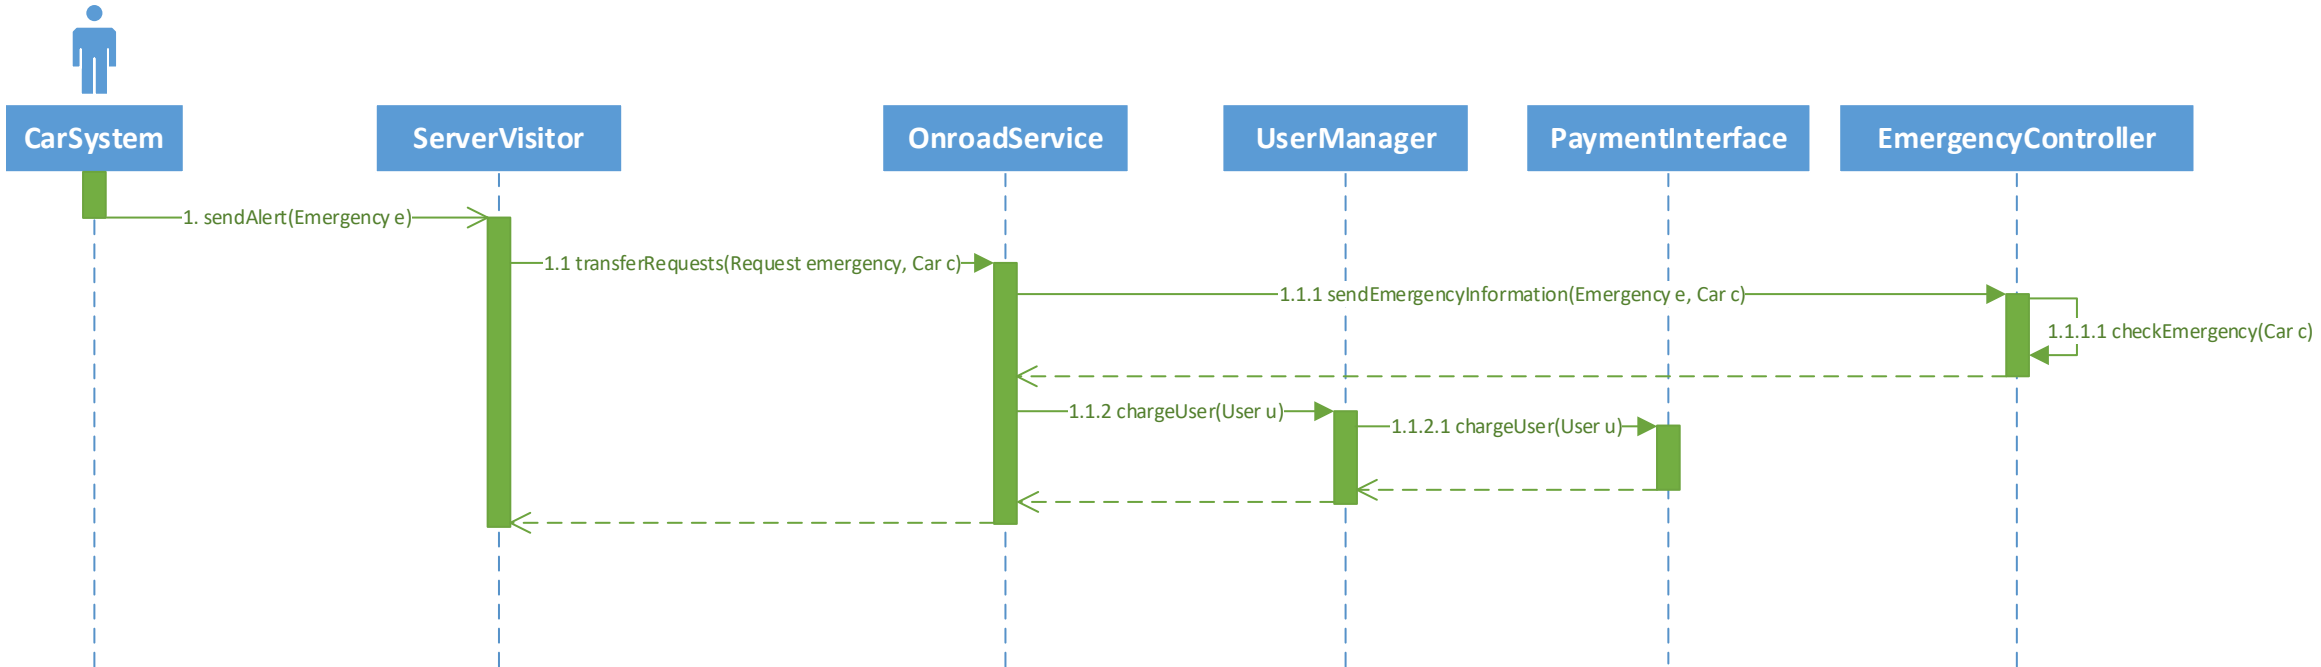 CarSystem
ServerVisitor
OnroadService
UserManager
PaymentInterface
EmergencyController
1. sendAlert(Emergency e)
1.1 transferRequests(Request emergency, Car c)
1.1.1 sendEmergencyInformation(Emergency e, Car c)
1.1.1.1 checkEmergency(Car c)
1.1.2 chargeUser(User u)
1.1.2.1 chargeUser(User u)